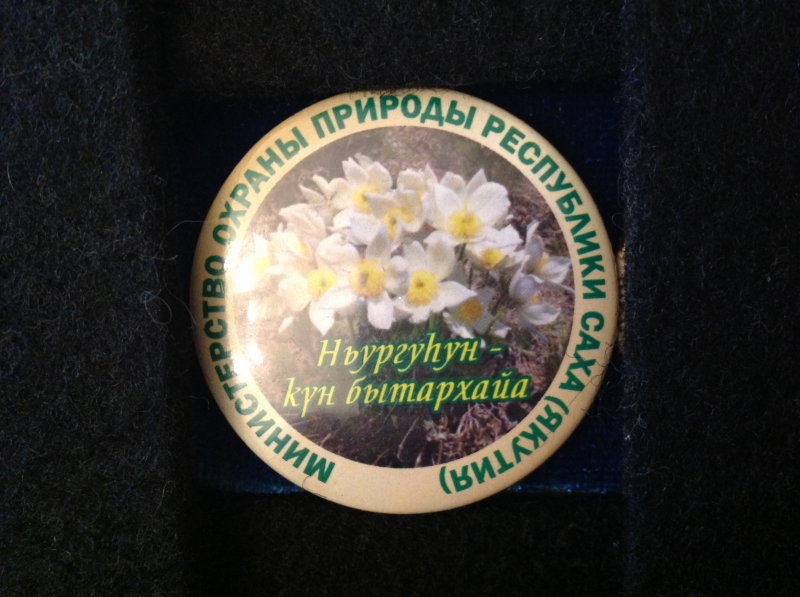 МИНИСТЕРСТВО ОХРАНЫ ПРИРОДЫ РЕСПУБЛИКИ САХА (ЯКУТИЯ)
Ньургуһун -
күн бытархайа